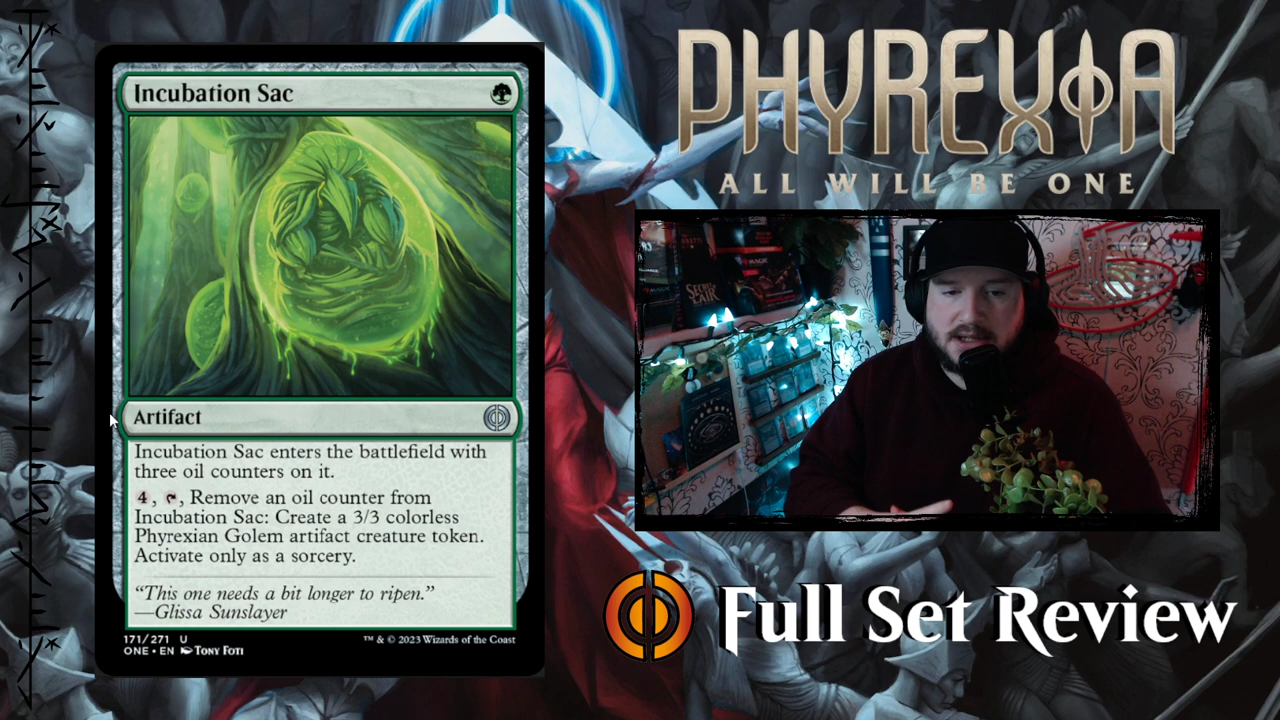 Incubation Sac
Artifact
Incubation Sac enters the battlefield with
three oil counters on it.
4, , Remove an oil counter from
Incubation Sac: Create a 3/3 colorless
Phyrexian Golem artifact creature token.
Activate only as a sorcery.
“This one needs a bit longer to ripen.”
—Glissa Sunslayer
171/271 U
ONE • EN Tony Foti
™ & © 2023 Wizards of the Coast
PHYREXIA
ALL WILL BE ONE
SECRET
LAIR
MAGIC
Full Set Review